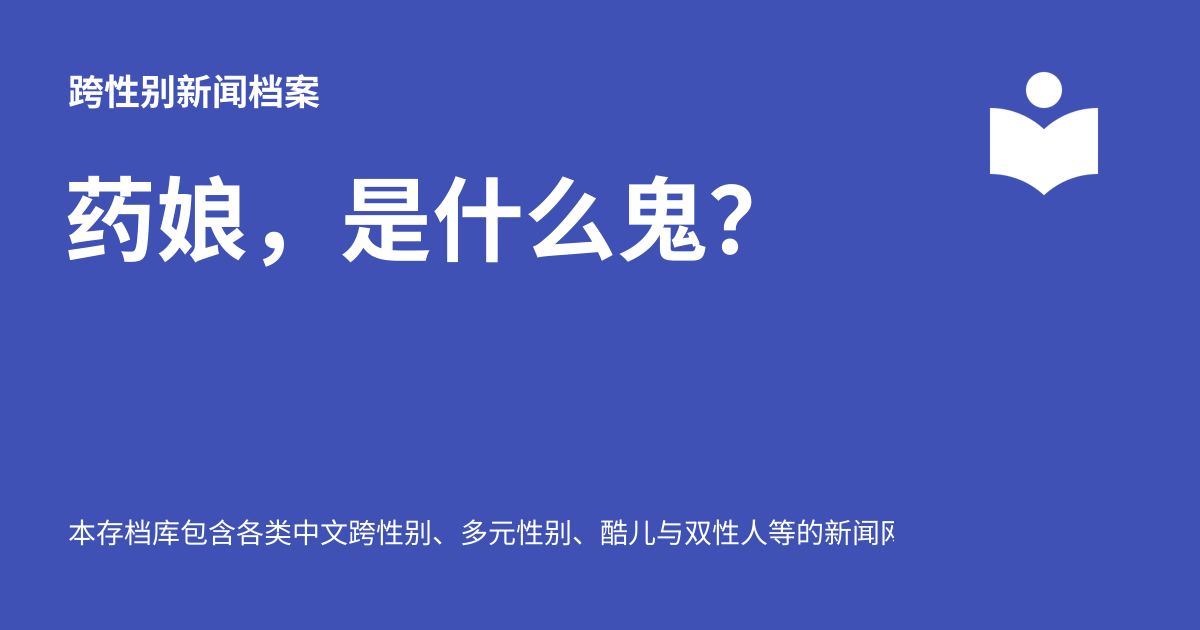 跨性别新闻档案
药娘，是什么鬼？
本存档库包含各类中文跨性别、多元性别、酷儿与双性人等的新闻网